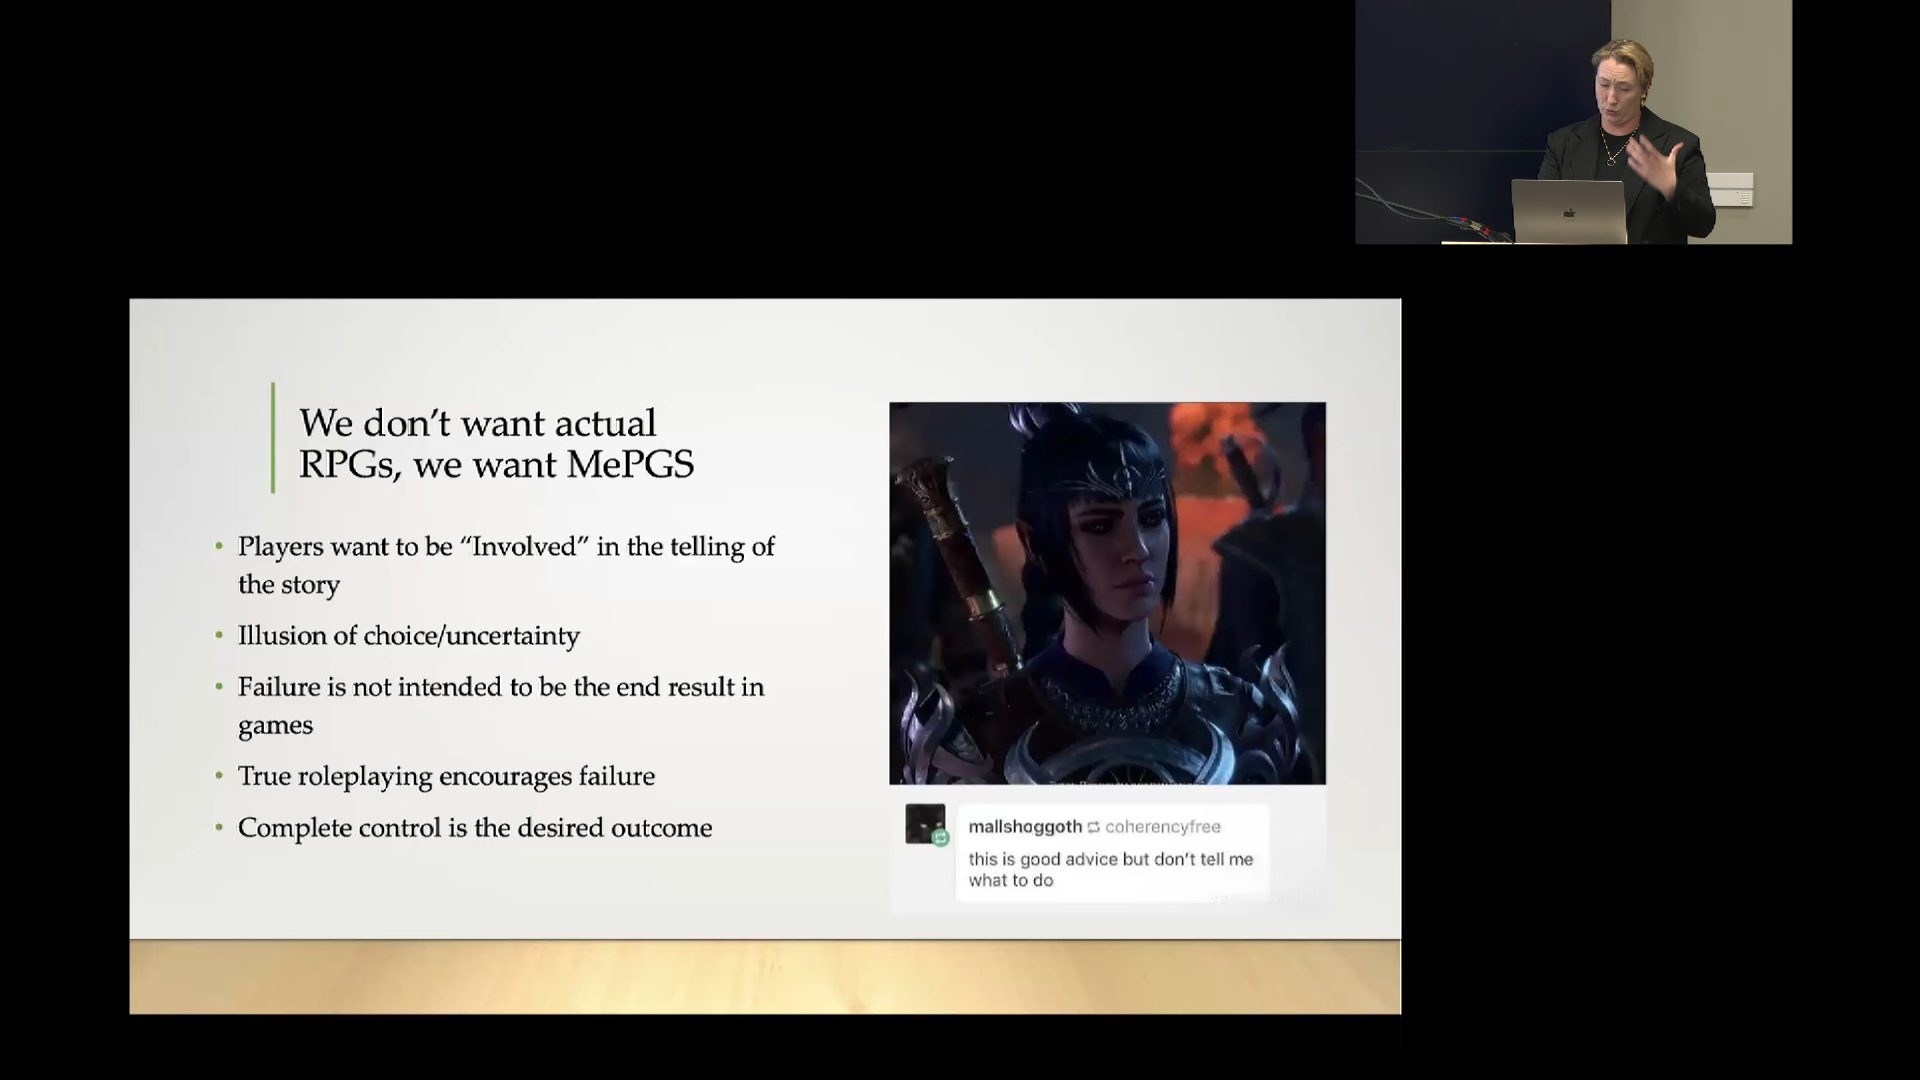 We don’t want actual
RPGs, we want MePGS
• Players want to be “Involved” in the telling of
the story
• Illusion of choice/uncertainty
• Failure is not intended to be the end result in
games
• True roleplaying encourages failure
• Complete control is the desired outcome
mallshoggoth coherencyfree
this is good advice but don’t tell me
what to do